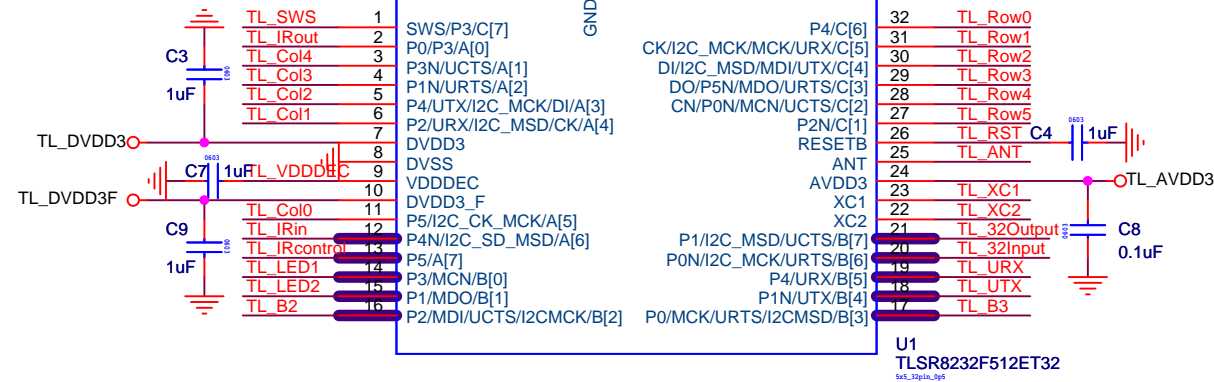 GND
TL_SWS 1 SWS/P3/C[7]
TL_IRout 2 P0/P3/A[0]
TL_Col4 3 P3N/UCTS/A[1]
TL_Col3 4 P1N/URTS/A[2]
TL_Col2 5 P4/UTX/I2C_MCK/DI/A[3]
TL_Col1 6 P2/URX/I2C_MSD/CK/A[4]
TL_DVDD3 7 DVDD3
8 DVSS
TL_VDDDEC 9 VDDDEC
TL_DVDD3F 10 DVDD3_F
TL_Col0 11 P5/I2C_CK_MCK/A[5]
TL_IRin 12 P4N/I2C_SD_MSD/A[6]
TL_IRcontrol 13 P5/A[7]
TL_LED1 14 P3/MCN/B[0]
TL_LED2 15 P1/MDO/B[1]
TL_B2 16 P2/MDI/UCTS/I2CMCK/B[2]
C3
0603
1uF
C7
0603
1uF
C9
0603
1uF
P4/C[6] 32 TL_Row0
CK/I2C_MCK/MCK/URX/C[5] 31 TL_Row1
DI/I2C_MSD/MDI/UTX/C[4] 30 TL_Row2
DO/P5N/MDO/URTS/C[3] 29 TL_Row3
CN/P0N/MCN/UCTS/C[2] 28 TL_Row4
P2N/C[1] 27 TL_Row5
RESETB 26 TL_RST
ANT 25 TL_ANT
AVDD3 24 TL_AVDD3
XC1 23 TL_XC1
XC2 22 TL_XC2
P1/I2C_MSD/UCTS/B[7] 21 TL_32Output
P0N/I2C_MCK/URTS/B[6] 20 TL_32Input
P4/URX/B[5] 19 TL_URX
P1N/UTX/B[4] 18 TL_UTX
P0/MCK/URTS/I2CMSD/B[3] 17 TL_B3
C4
0603
1uF
C8
0603
0.1uF
U1
TLSR8232F512ET32
5x5_32pin_0p5